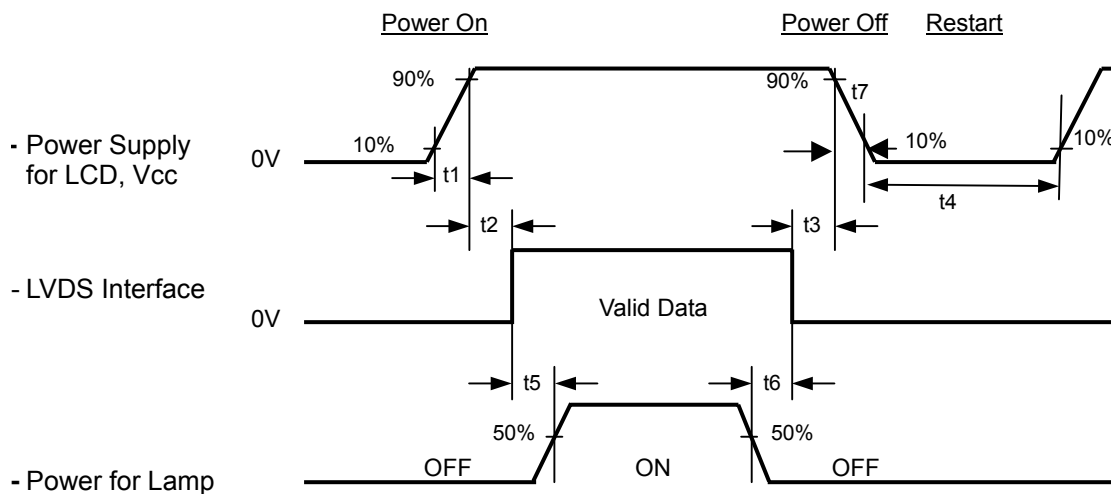 Power On
Power Off Restart
90%
90%
t7
- Power Supply
for LCD, Vcc
0V
10%
10%
10%
t1
t4
t2
t3
- LVDS Interface
0V
Valid Data
t5
t6
50%
50%
- Power for Lamp
OFF
ON
OFF